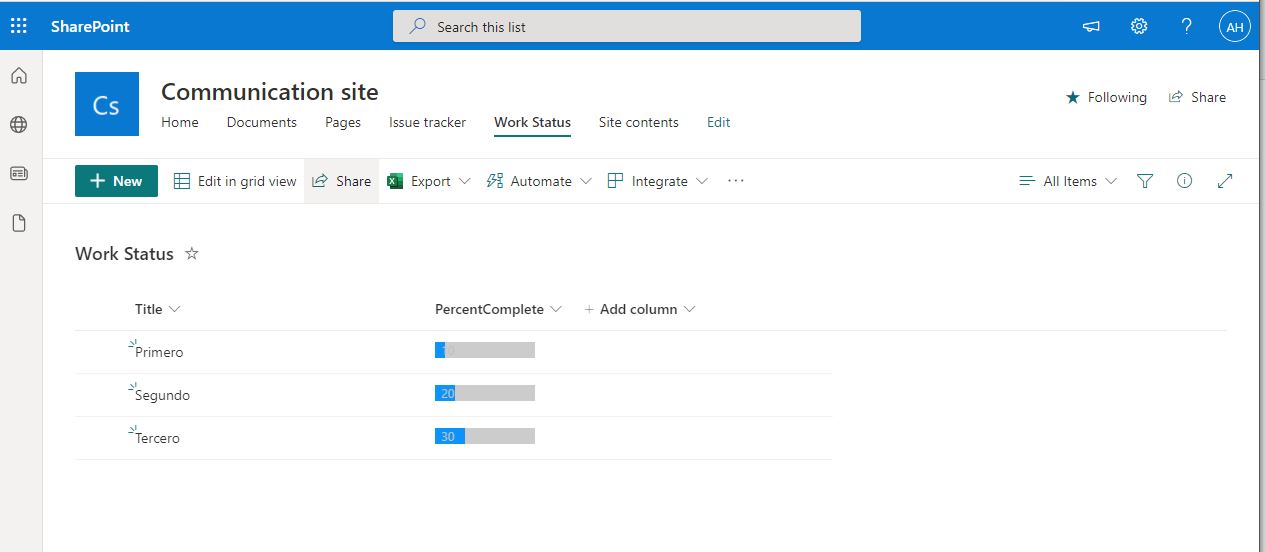 SharePoint Search this list ? AH
Cs Communication site
Following Share
Home Documents Pages Issue tracker Work Status Site contents Edit
+ New Edit in grid view Share Export Automate Integrate ... All Items
Work Status
Title PercentComplete + Add column
Primero 10
Segundo 20
Tercero 30